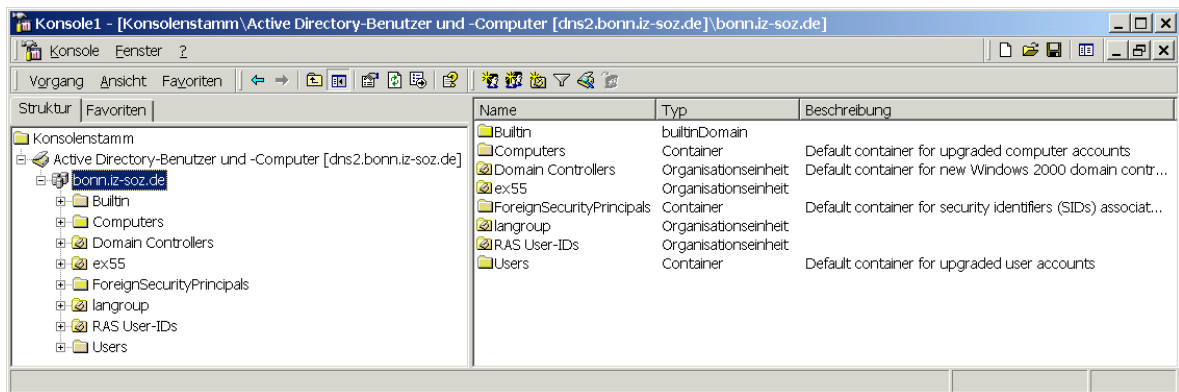 Konsole1 - [Konsolenstamm\Active Directory-Benutzer und -Computer [dns2.bonn.iz-soz.de]\bonn.iz-soz.de]
Konsole Fenster ?
Vorgang Ansicht Favoriten
Struktur Favoriten
Konsolenstamm
Active Directory-Benutzer und -Computer [dns2.bonn.iz-soz.de]
bonn.iz-soz.de
Builtin
Computers
Domain Controllers
ex55
ForeignSecurityPrincipals
langroup
RAS User-IDs
Users
Name Typ Beschreibung
Builtin builtinDomain
Computers Container Default container for upgraded computer accounts
Domain Controllers Organisationseinheit Default container for new Windows 2000 domain contr...
ex55 Organisationseinheit
ForeignSecurityPrincipals Container Default container for security identifiers (SIDs) associat...
langroup Organisationseinheit
RAS User-IDs Organisationseinheit
Users Container Default container for upgraded user accounts